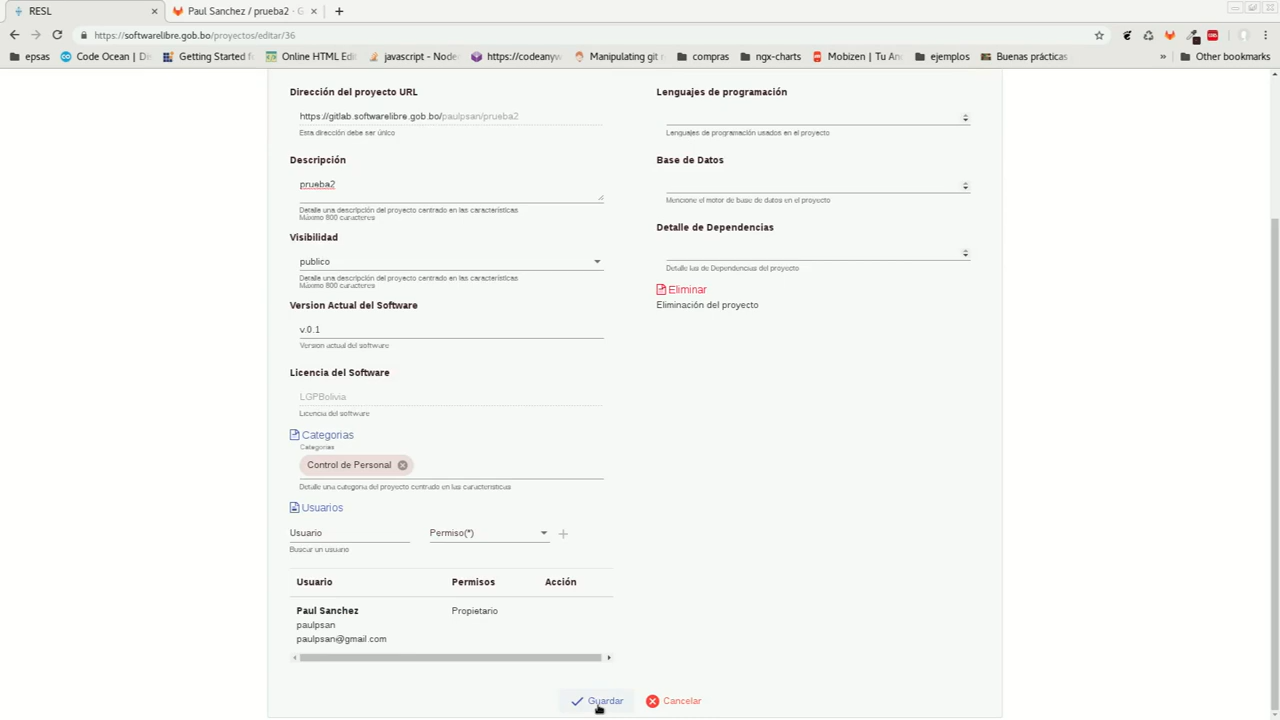 RESL
Paul Sanchez / prueba2 · G
https://softwarelibre.gob.bo/proyectos/editar/36
epsas
Code Ocean | Di
Getting Started f
Online HTML Edi
javascript - Node
https://codeanyw
Manipulating git
compras
ngx-charts
Mobizen | Tu An
ejemplos
Buenas prácticas
»
Other bookmarks
Dirección del proyecto URL
https://gitlab.softwarelibre.gob.bo/paulpsan/prueba2
Esta dirección debe ser único
Descripción
prueba2
Detalle una descripción del proyecto centrado en las características
Máximo 800 caracteres
Visibilidad
publico
Detalle una descripción del proyecto centrado en las características
Máximo 800 caracteres
Version Actual del Software
v.0.1
Version actual del software
Licencia del Software
LGPBolivia
Licencia del software
Categorias
Categorias
Control de Personal
Detalle una categoria del proyecto centrado en las características
Usuarios
Usuario
Permiso(*)
Buscar un usuario
Usuario Permisos Acción
Paul Sanchez Propietario
paulpsan
paulpsan@gmail.com
Lenguajes de programación
Lenguajes de programación usados en el proyecto
Base de Datos
Mencione el motor de base de datos en el proyecto
Detalle de Dependencias
Detalle las de Dependencias del proyecto
Eliminar
Eliminación del proyecto
Guardar
Cancelar